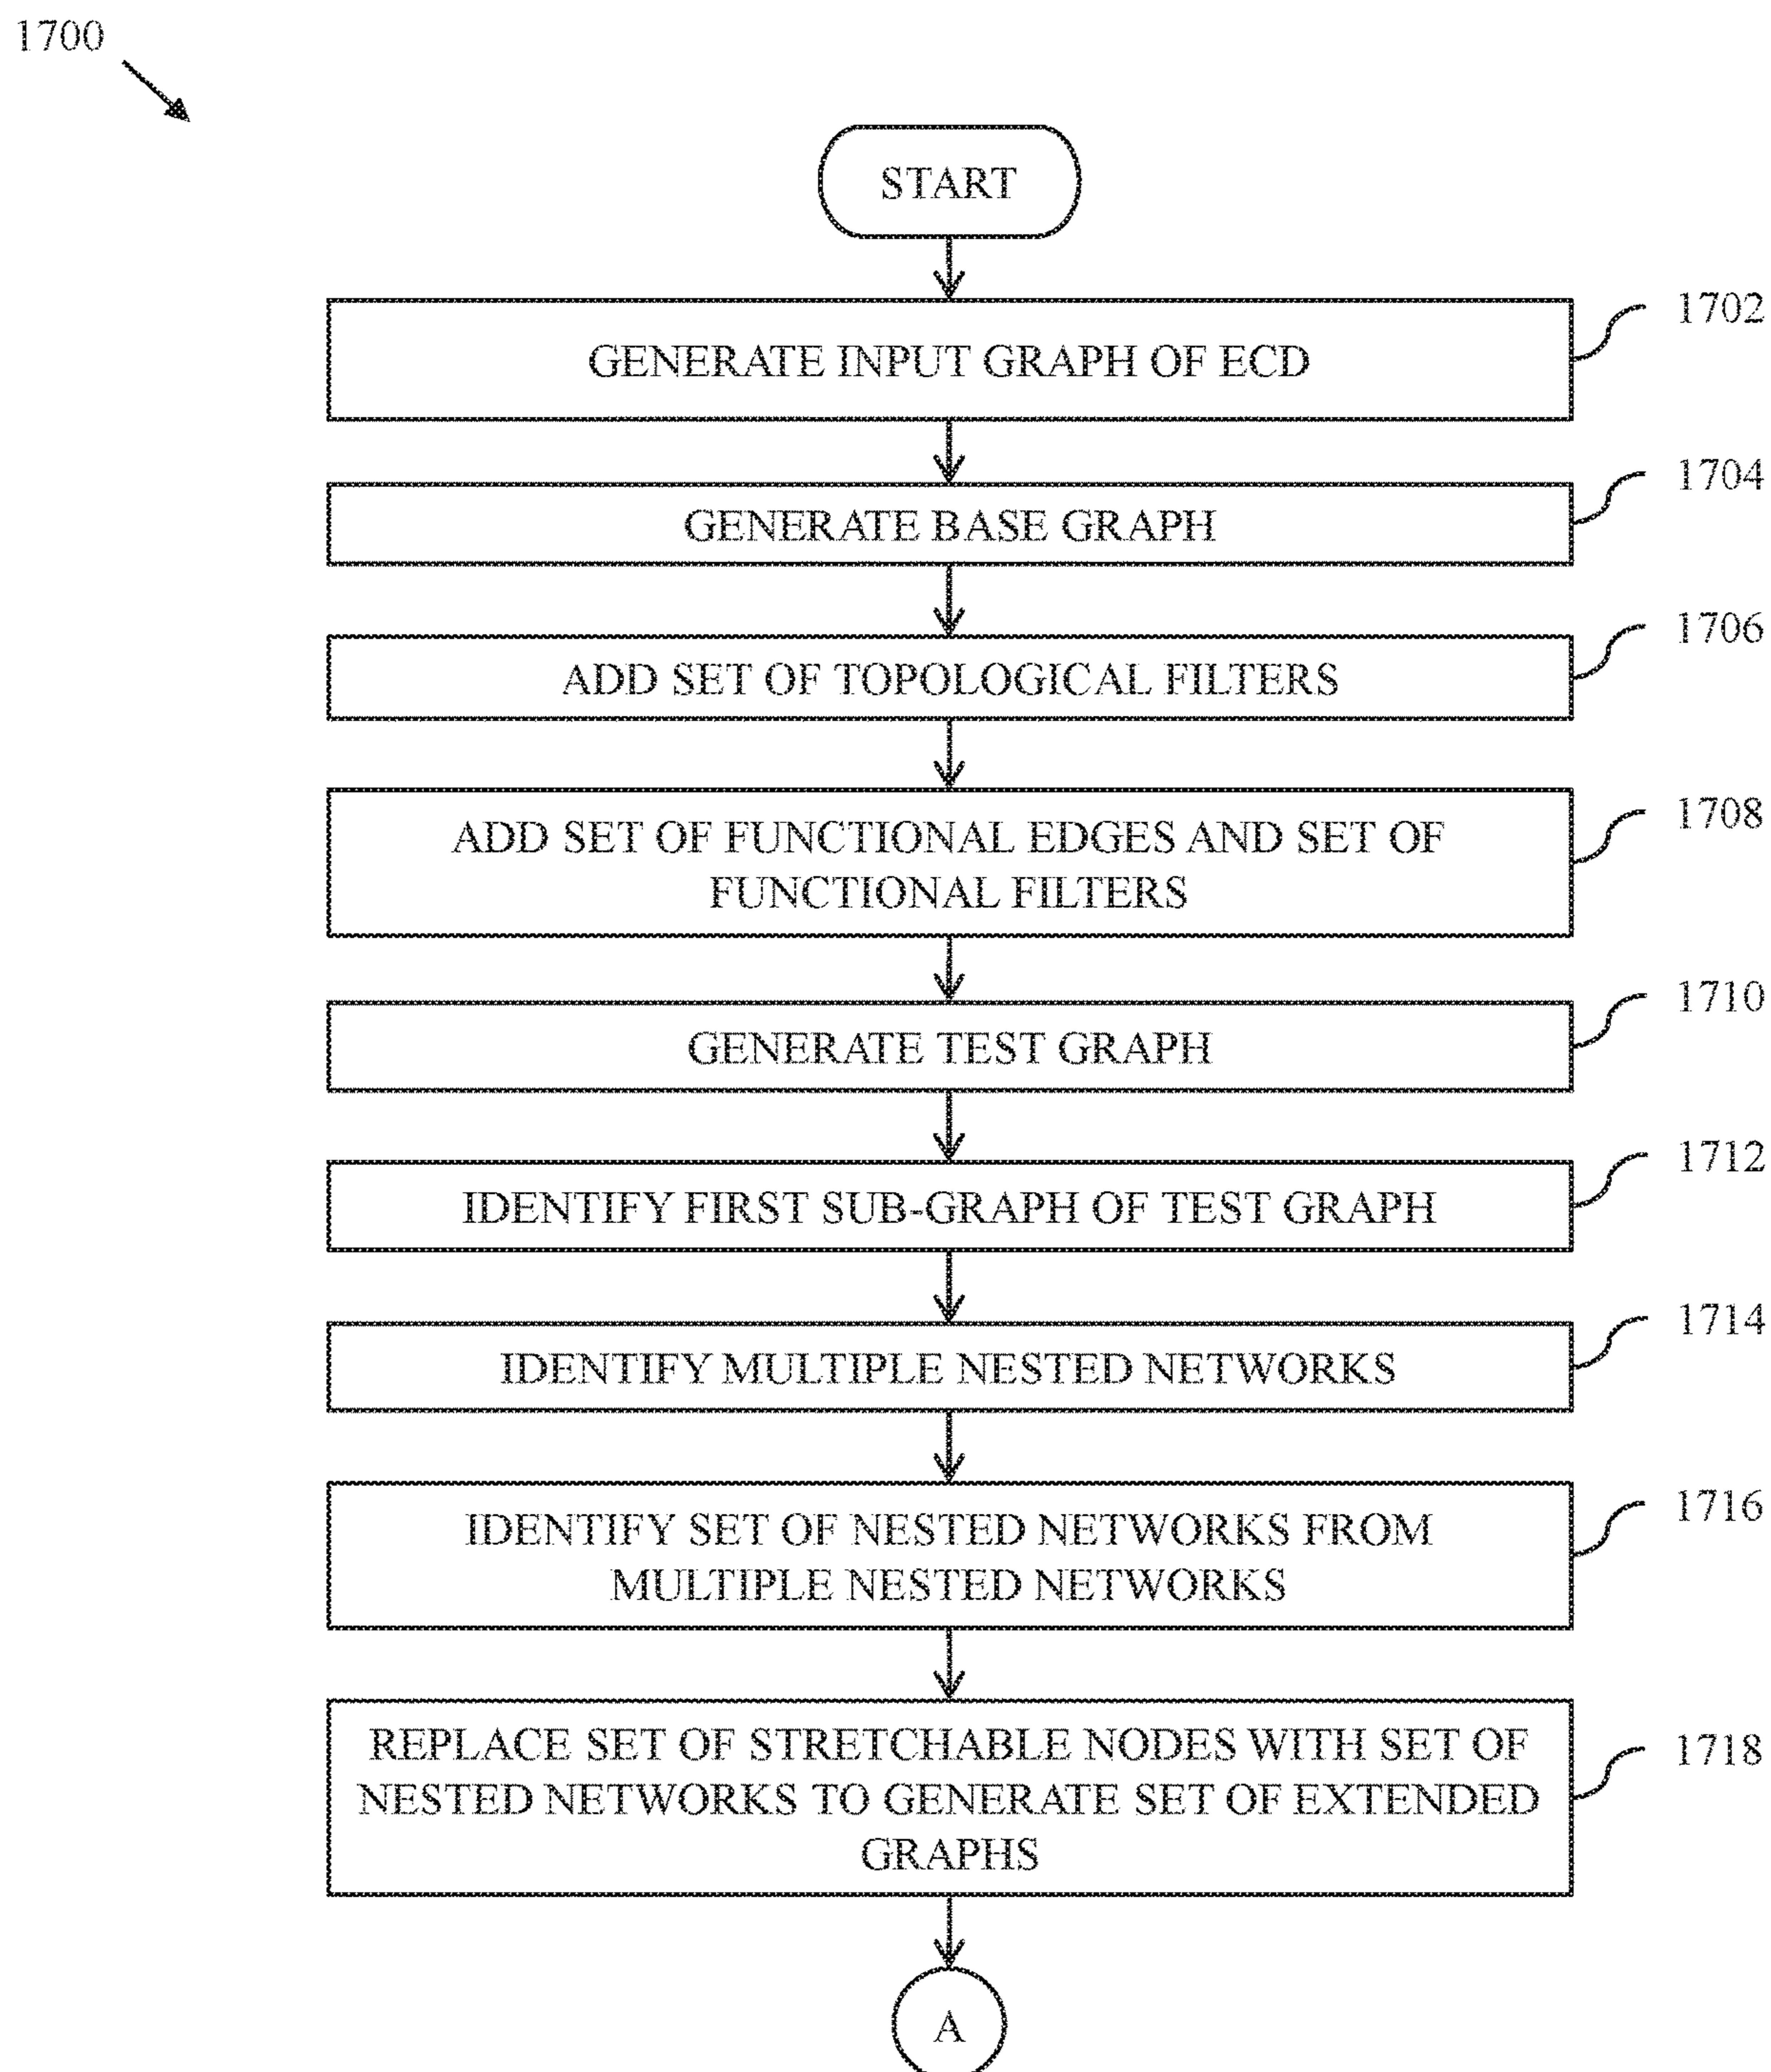 1700
START
GENERATE INPUT GRAPH OF ECD
1702
GENERATE BASE GRAPH
1704
ADD SET OF TOPOLOGICAL FILTERS
1706
ADD SET OF FUNCTIONAL EDGES AND SET OF
FUNCTIONAL FILTERS
1708
GENERATE TEST GRAPH
1710
IDENTIFY FIRST SUB-GRAPH OF TEST GRAPH
1712
IDENTIFY MULTIPLE NESTED NETWORKS
1714
IDENTIFY SET OF NESTED NETWORKS FROM
MULTIPLE NESTED NETWORKS
1716
REPLACE SET OF STRETCHABLE NODES WITH SET OF
NESTED NETWORKS TO GENERATE SET OF EXTENDED
GRAPHS
1718
A